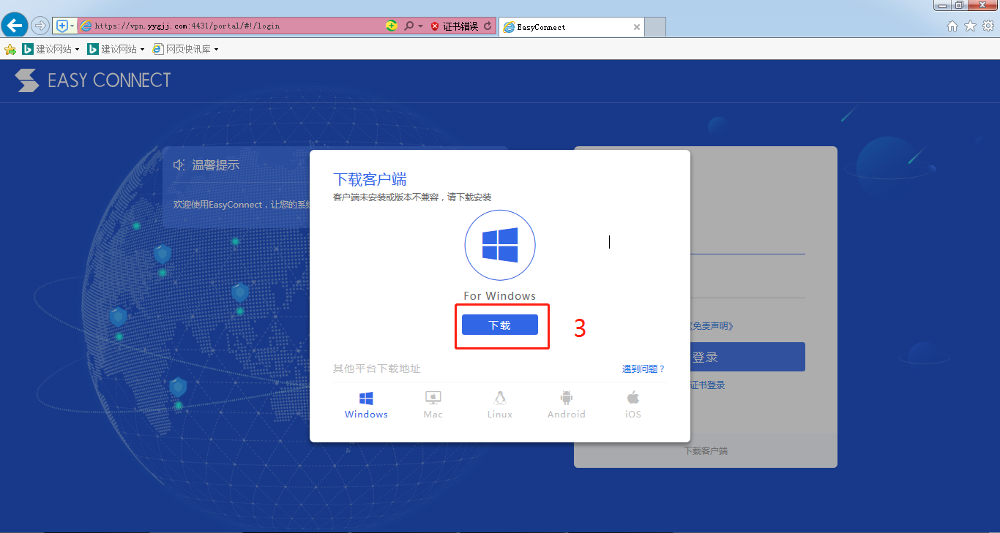 https://vpn.yygjj.com:4431/portal/#!/login
证书错误
EasyConnect
建议网站
建议网站
网页快讯库
EASY CONNECT
温馨提示
欢迎使用EasyConnect，让您的系统
下载客户端
客户端未安装或版本不兼容，请下载安装
For Windows
下载
3
其他平台下载地址
遇到问题？
Windows
Mac
Linux
Android
iOS
《免责声明》
登录
证书登录
下载客户端